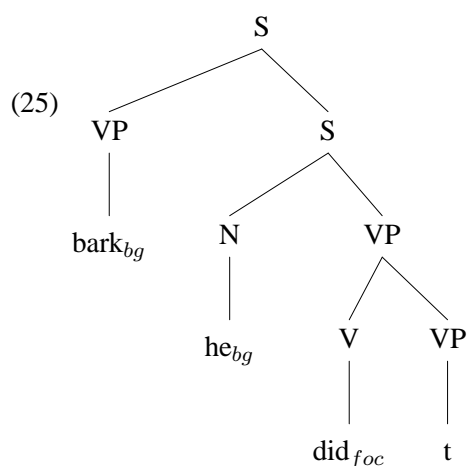 S
(25)
VP S
bark_bg N VP
he_bg V VP
did_foc t